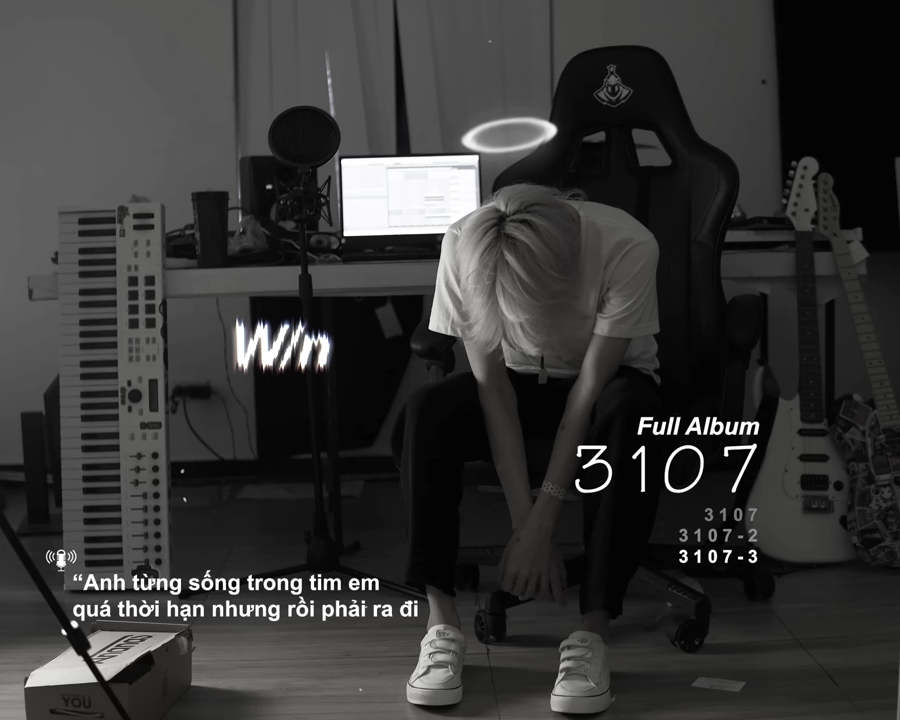 W/n
Full Album
3107
3107
3107-2
3107-3
“Anh từng sống trong tim em
quá thời hạn nhưng rồi phải ra đi
YOU